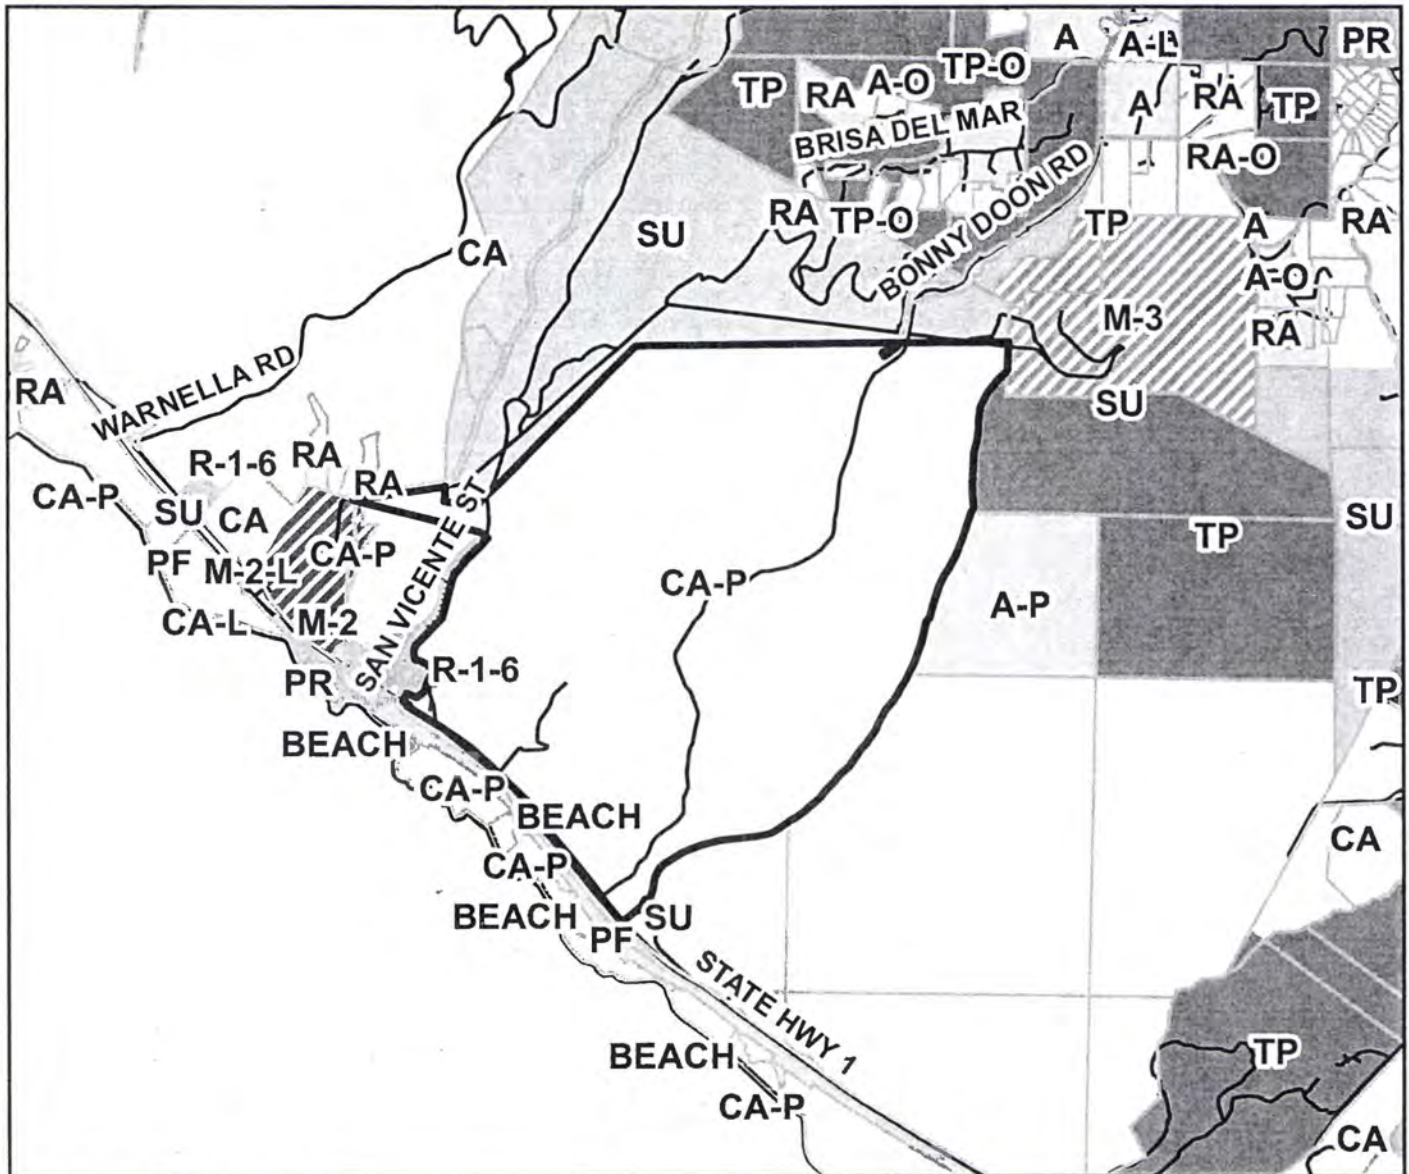 A
A-L
PR
TP-O
A-O
TP
RA
A
RA
TP
BRISA DEL MAR
RA-O
RA
TP-O
SU
BONNY DOON RD
TP
A
RA
CA
A-O
M-3
RA
WARNELLA RD
RA
SU
R-1-6
RA
RA
CA-P
SU
CA
SAN VICENTE ST
SU
TP
PF
M-2-L
CA-P
CA-P
A-P
CA-L
M-2
PR
R-1-6
TP
BEACH
CA-P
BEACH
CA
CA-P
BEACH
SU
PF
STATE HWY 1
BEACH
TP
CA-P
CA